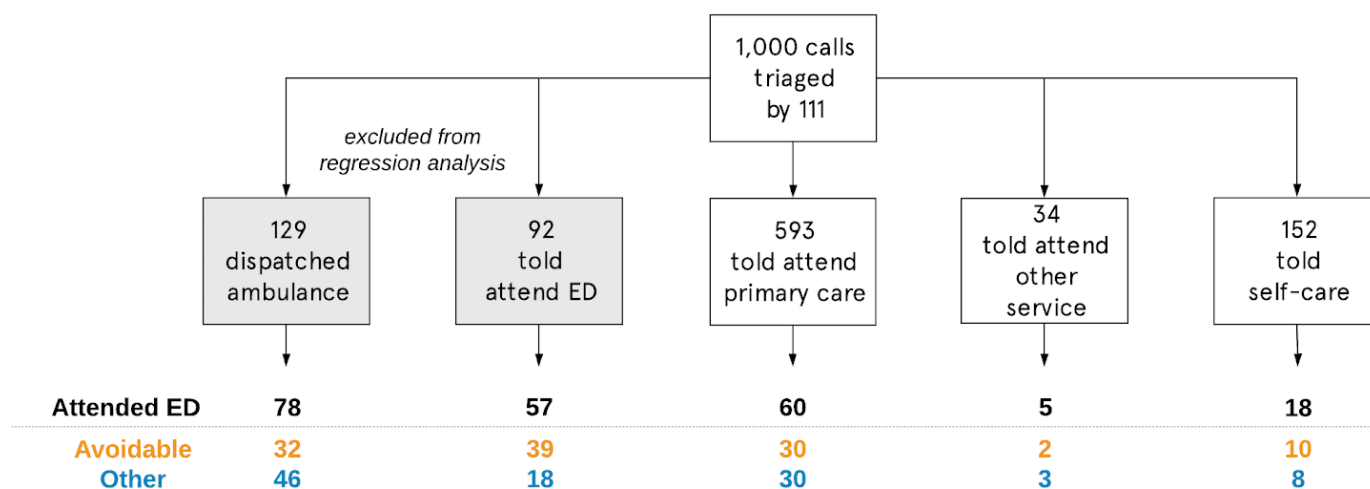 1,000 calls
triaged
by 111
excluded from
regression analysis
129
dispatched
ambulance
92
told
attend ED
593
told attend
primary care
34
told attend
other
service
152
told
self-care
Attended ED 78 57 60 5 18
Avoidable 32 39 30 2 10
Other 46 18 30 3 8